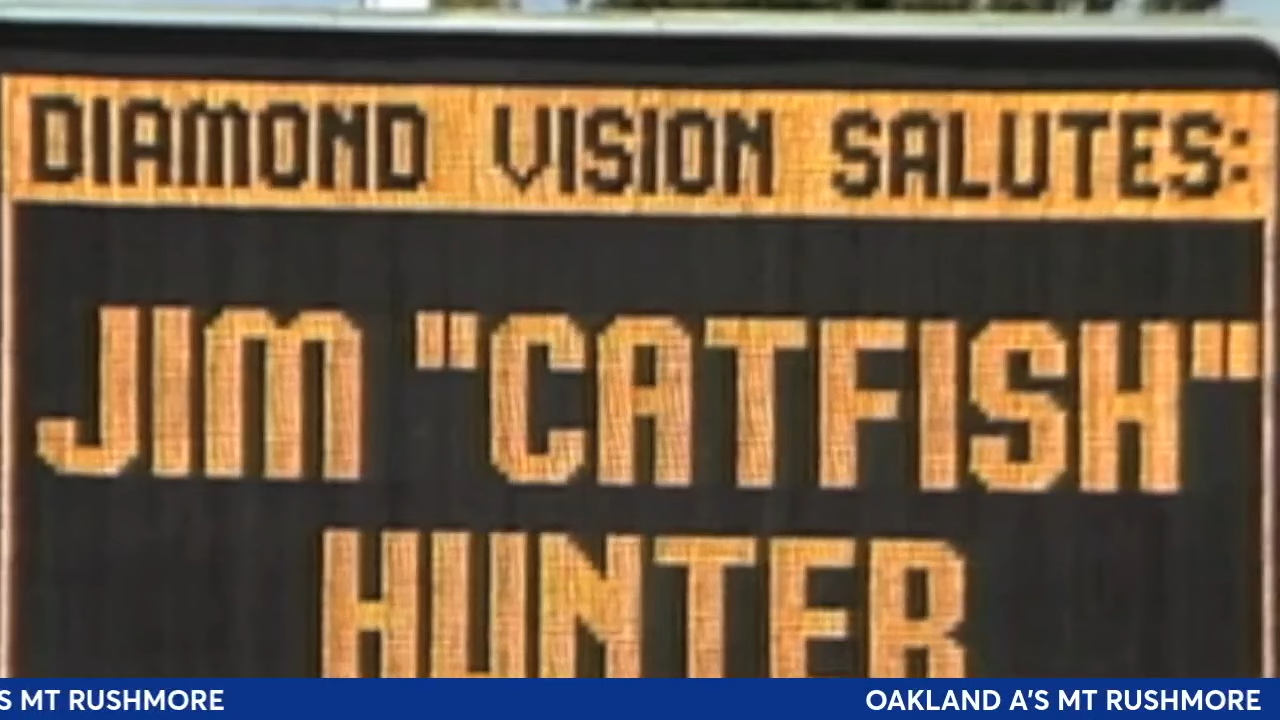 DIAMOND VISION SALUTES:
JIM "CATFISH"
HUNTER
S MT RUSHMORE
OAKLAND A'S MT RUSHMORE